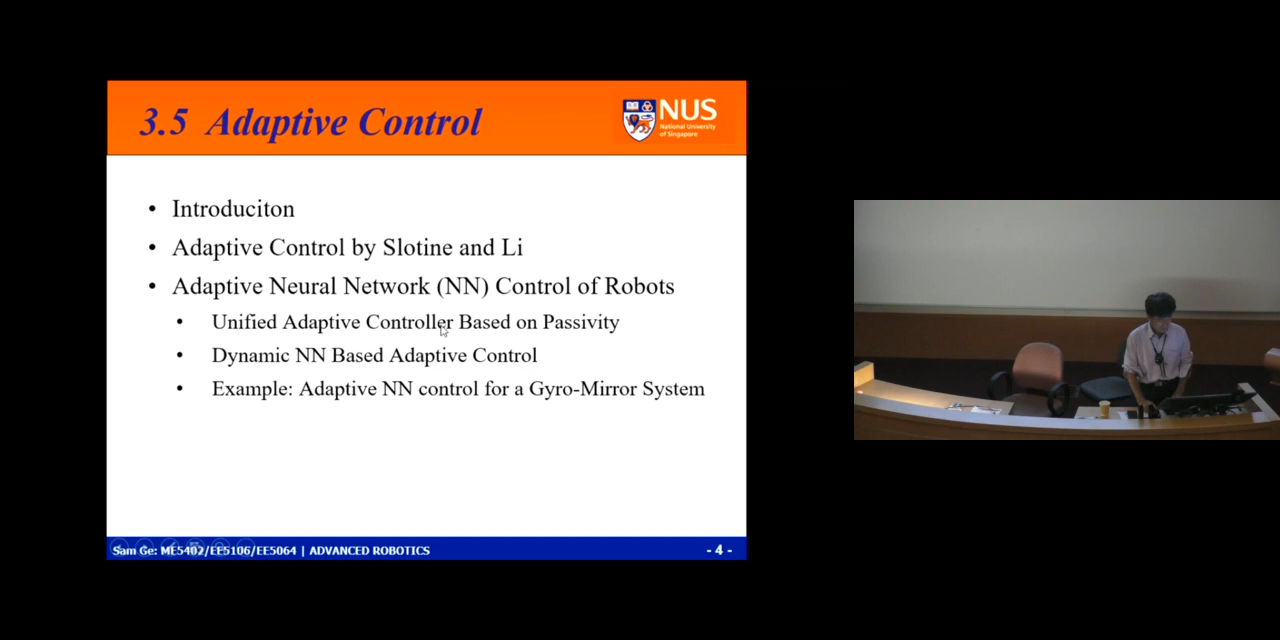 3.5 Adaptive Control
NUS
National University
of Singapore
• Introduciton
• Adaptive Control by Slotine and Li
• Adaptive Neural Network (NN) Control of Robots
• Unified Adaptive Controller Based on Passivity
• Dynamic NN Based Adaptive Control
• Example: Adaptive NN control for a Gyro-Mirror System
Sam Ge: ME5402/EE5106/EE5064 | ADVANCED ROBOTICS
- 4 -